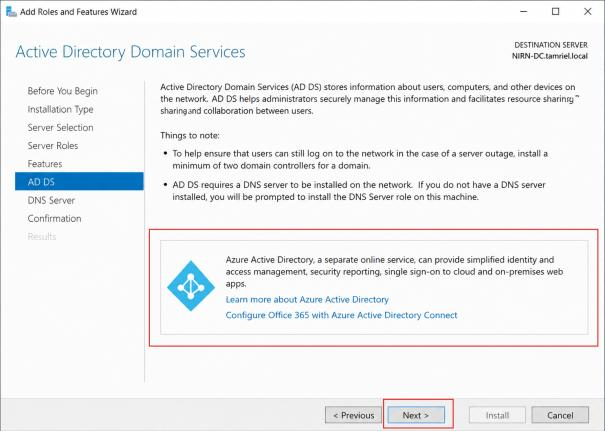 Add Roles and Features Wizard
Active Directory Domain Services
DESTINATION SERVER
NIRN-DC.tamriel.local
Before You Begin
Installation Type
Server Selection
Server Roles
Features
AD DS
DNS Server
Confirmation
Results
Active Directory Domain Services (AD DS) stores information about users, computers, and other devices on
the network. AD DS helps administrators securely manage this information and facilitates resource sharing
sharing and collaboration between users.
Things to note:
• To help ensure that users can still log on to the network in the case of a server outage, install a
minimum of two domain controllers for a domain.
• AD DS requires a DNS server to be installed on the network. If you do not have a DNS server
installed, you will be prompted to install the DNS Server role on this machine.
Azure Active Directory, a separate online service, can provide simplified identity and
access management, security reporting, single sign-on to cloud and on-premises web
apps.
Learn more about Azure Active Directory
Configure Office 365 with Azure Active Directory Connect
< Previous
Next >
Install
Cancel